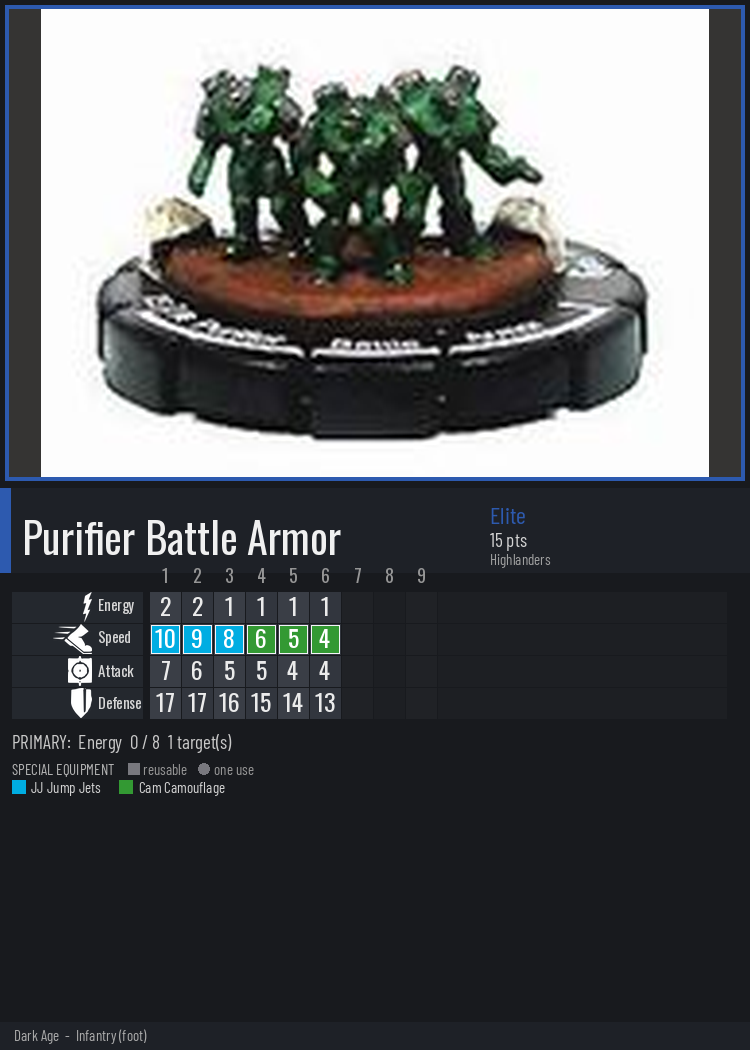 Purifier Battle Armor
Elite
15 pts
Highlanders
1 2 3 4 5 6 7 8 9
Energy 2 2 1 1 1 1
Speed 10 9 8 6 5 4
Attack 7 6 5 5 4 4
Defense 17 17 16 15 14 13
PRIMARY: Energy 0 / 8 1 target(s)
SPECIAL EQUIPMENT reusable one use
JJ Jump Jets Cam Camouflage
Dark Age - Infantry (foot)